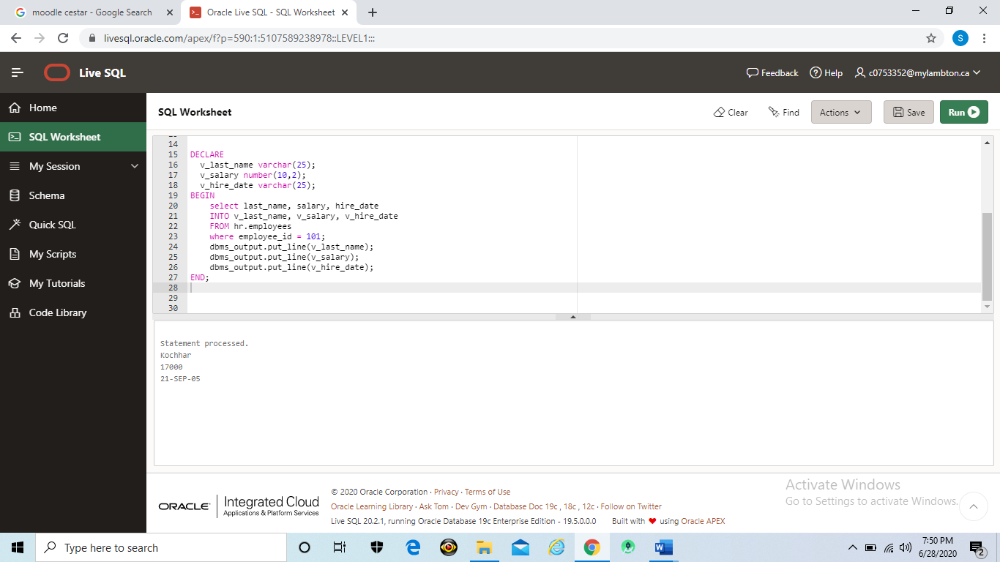 moodle cestar - Google Search
Oracle Live SQL - SQL Worksheet
livesql.oracle.com/apex/f?p=590:1:5107589238978::LEVEL1:::
S
Live SQL
Feedback
Help
c0753352@mylambton.ca
Home
SQL Worksheet
My Session
Schema
Quick SQL
My Scripts
My Tutorials
Code Library
SQL Worksheet
Clear
Find
Actions
Save
Run
14
15 DECLARE
16 v_last_name varchar(25);
17 v_salary number(10,2);
18 v_hire_date varchar(25);
19 BEGIN
20 select last_name, salary, hire_date
21 INTO v_last_name, v_salary, v_hire_date
22 FROM hr.employees
23 where employee_id = 101;
24 dbms_output.put_line(v_last_name);
25 dbms_output.put_line(v_salary);
26 dbms_output.put_line(v_hire_date);
27 END;
28
29
30
Statement processed.
Kochhar
17000
21-SEP-05
ORACLE
Integrated Cloud
Applications & Platform Services
© 2020 Oracle Corporation · Privacy · Terms of Use
Oracle Learning Library · Ask Tom · Dev Gym · Database Doc 19c, 18c, 12c · Follow on Twitter
Live SQL 20.2.1, running Oracle Database 19c Enterprise Edition - 19.5.0.0.0 Built with ♥ using Oracle APEX
Activate Windows
Go to Settings to activate Windows.
Type here to search
7:50 PM
6/28/2020
2